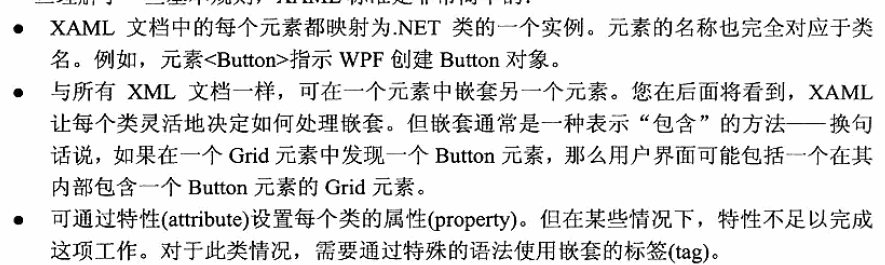 ● XAML 文档中的每个元素都映射为.NET 类的一个实例。元素的名称也完全对应于类
名。例如，元素<Button>指示 WPF 创建 Button 对象。
● 与所有 XML 文档一样，可在一个元素中嵌套另一个元素。您在后面将看到，XAML
让每个类灵活地决定如何处理嵌套。但嵌套通常是一种表示“包含”的方法——换句
话说，如果在一个 Grid 元素中发现一个 Button 元素，那么用户界面可能包括一个在其
内部包含一个 Button 元素的 Grid 元素。
● 可通过特性(attribute)设置每个类的属性(property)。但在某些情况下，特性不足以完成
这项工作。对于此类情况，需要通过特殊的语法使用嵌套的标签(tag)。